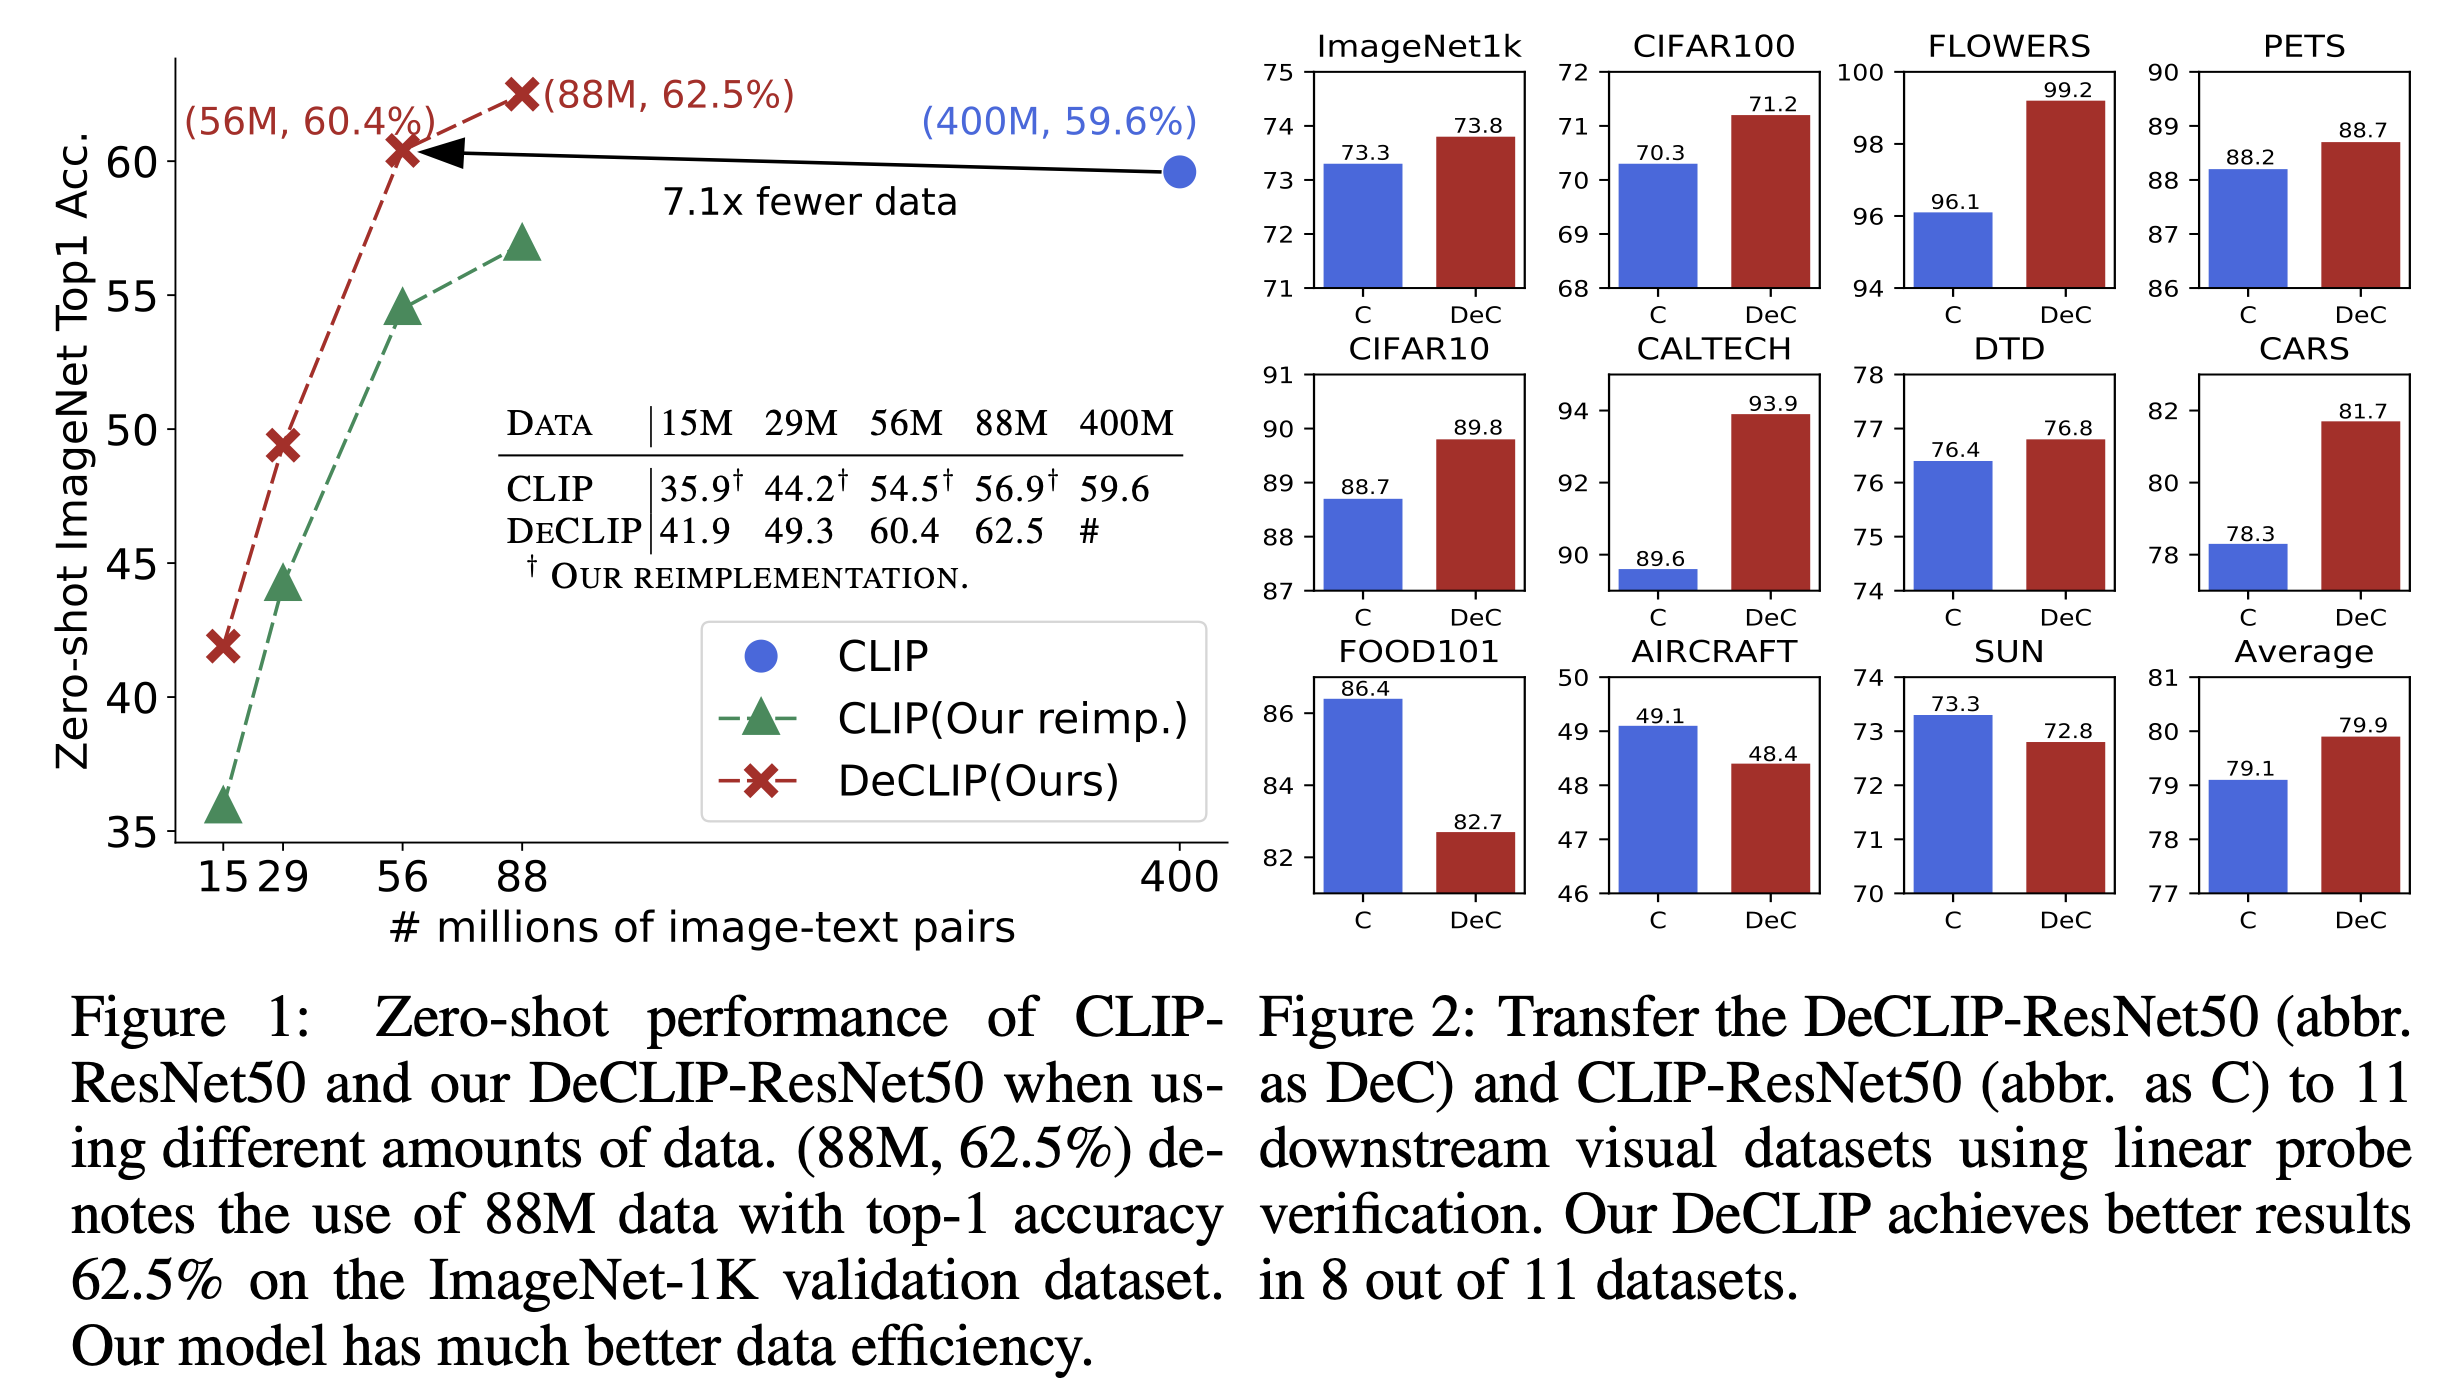 Zero-shot ImageNet Top1 Acc.
60
55
50
45
40
35
(56M, 60.4%)
(88M, 62.5%)
(400M, 59.6%)
7.1x fewer data
DATA 15M 29M 56M 88M 400M
CLIP 35.9† 44.2† 54.5† 56.9† 59.6
DECLIP 41.9 49.3 60.4 62.5 #
† OUR REIMPLEMENTATION.
CLIP
CLIP(Our reimp.)
DeCLIP(Ours)
15 29 56 88 400
# millions of image-text pairs
Figure 1: Zero-shot performance of CLIP-
ResNet50 and our DeCLIP-ResNet50 when us-
ing different amounts of data. (88M, 62.5%) de-
notes the use of 88M data with top-1 accuracy
62.5% on the ImageNet-1K validation dataset.
Our model has much better data efficiency.
ImageNet1k
75
74
73
72
71
73.3
73.8
C DeC
CIFAR100
72
71
70
69
68
70.3
71.2
C DeC
FLOWERS
100
98
96
94
96.1
99.2
C DeC
PETS
90
89
88
87
86
88.2
88.7
C DeC
CIFAR10
91
90
89
88
87
88.7
89.8
C DeC
CALTECH
94
92
90
89.6
93.9
C DeC
DTD
78
77
76
75
74
76.4
76.8
C DeC
CARS
82
80
78
78.3
81.7
C DeC
FOOD101
86
84
82
86.4
82.7
C DeC
AIRCRAFT
50
49
48
47
46
49.1
48.4
C DeC
SUN
74
73
72
71
70
73.3
72.8
C DeC
Average
81
80
79
78
77
79.1
79.9
C DeC
Figure 2: Transfer the DeCLIP-ResNet50 (abbr.
as DeC) and CLIP-ResNet50 (abbr. as C) to 11
downstream visual datasets using linear probe
verification. Our DeCLIP achieves better results
in 8 out of 11 datasets.